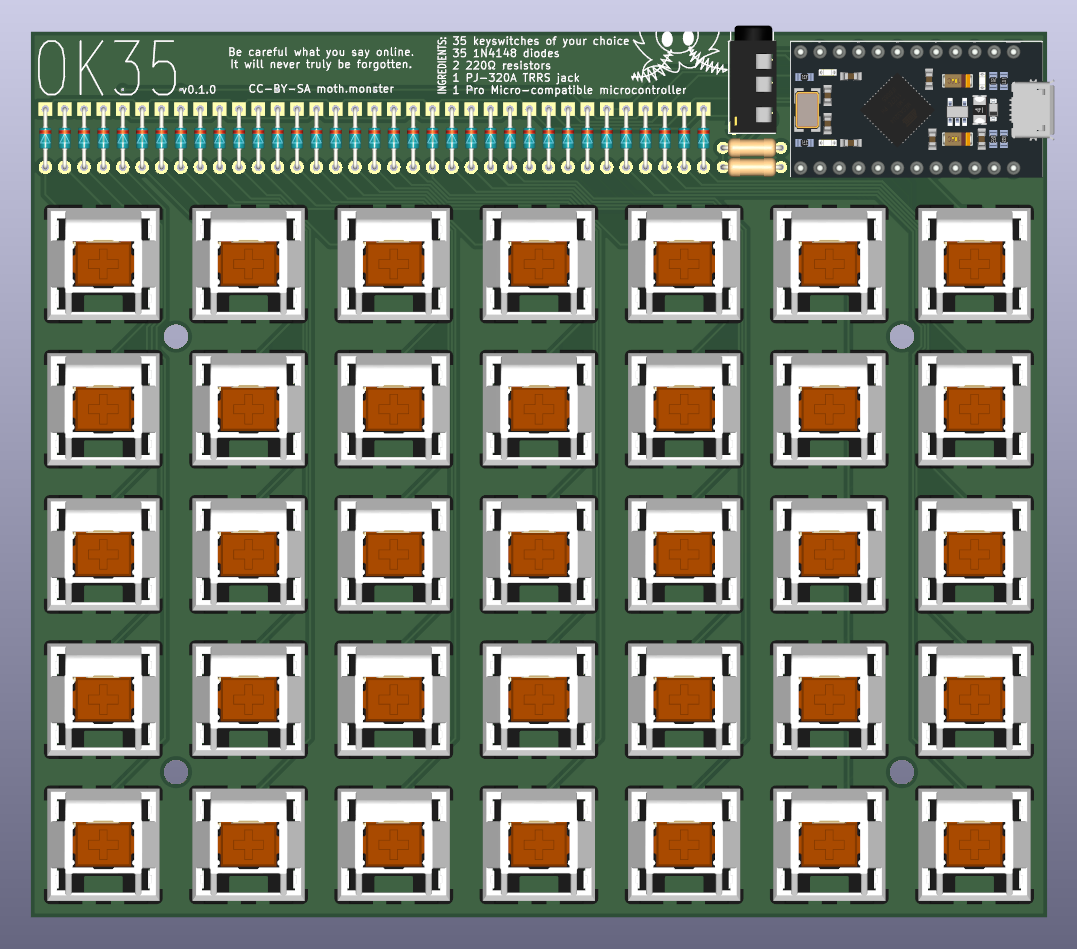 OK35
v0.1.0
Be careful what you say online.
It will never truly be forgotten.
CC-BY-SA moth.monster
INGREDIENTS:
35 keyswitches of your choice
35 1N4148 diodes
2 220Ω resistors
1 PJ-320A TRRS jack
1 Pro Micro-compatible microcontroller